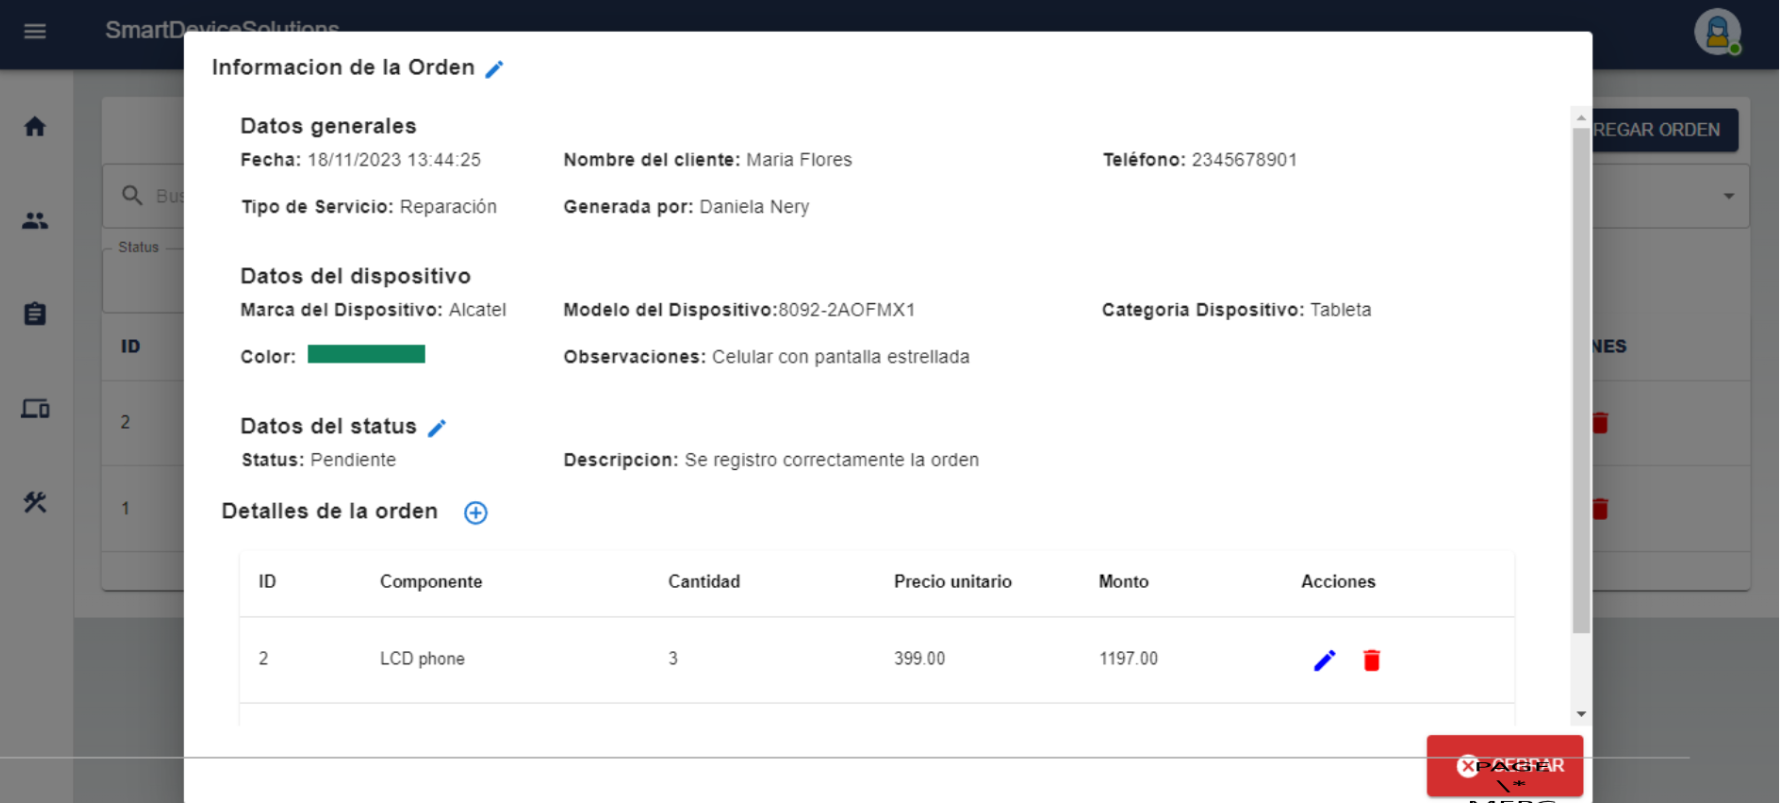 SmartDeviceSolutions
Informacion de la Orden
Datos generales
REGAR ORDEN
Fecha: 18/11/2023 13:44:25 Nombre del cliente: Maria Flores Teléfono: 2345678901
Bus
Tipo de Servicio: Reparación Generada por: Daniela Nery
Status
Datos del dispositivo
Marca del Dispositivo: Alcatel Modelo del Dispositivo:8092-2AOFMX1 Categoria Dispositivo: Tableta
ID
NES
Color: Observaciones: Celular con pantalla estrellada
2
Datos del status
Status: Pendiente Descripcion: Se registro correctamente la orden
1
Detalles de la orden
ID Componente Cantidad Precio unitario Monto Acciones
2 LCD phone 3 399.00 1197.00
CERRAR
PAGE
\*